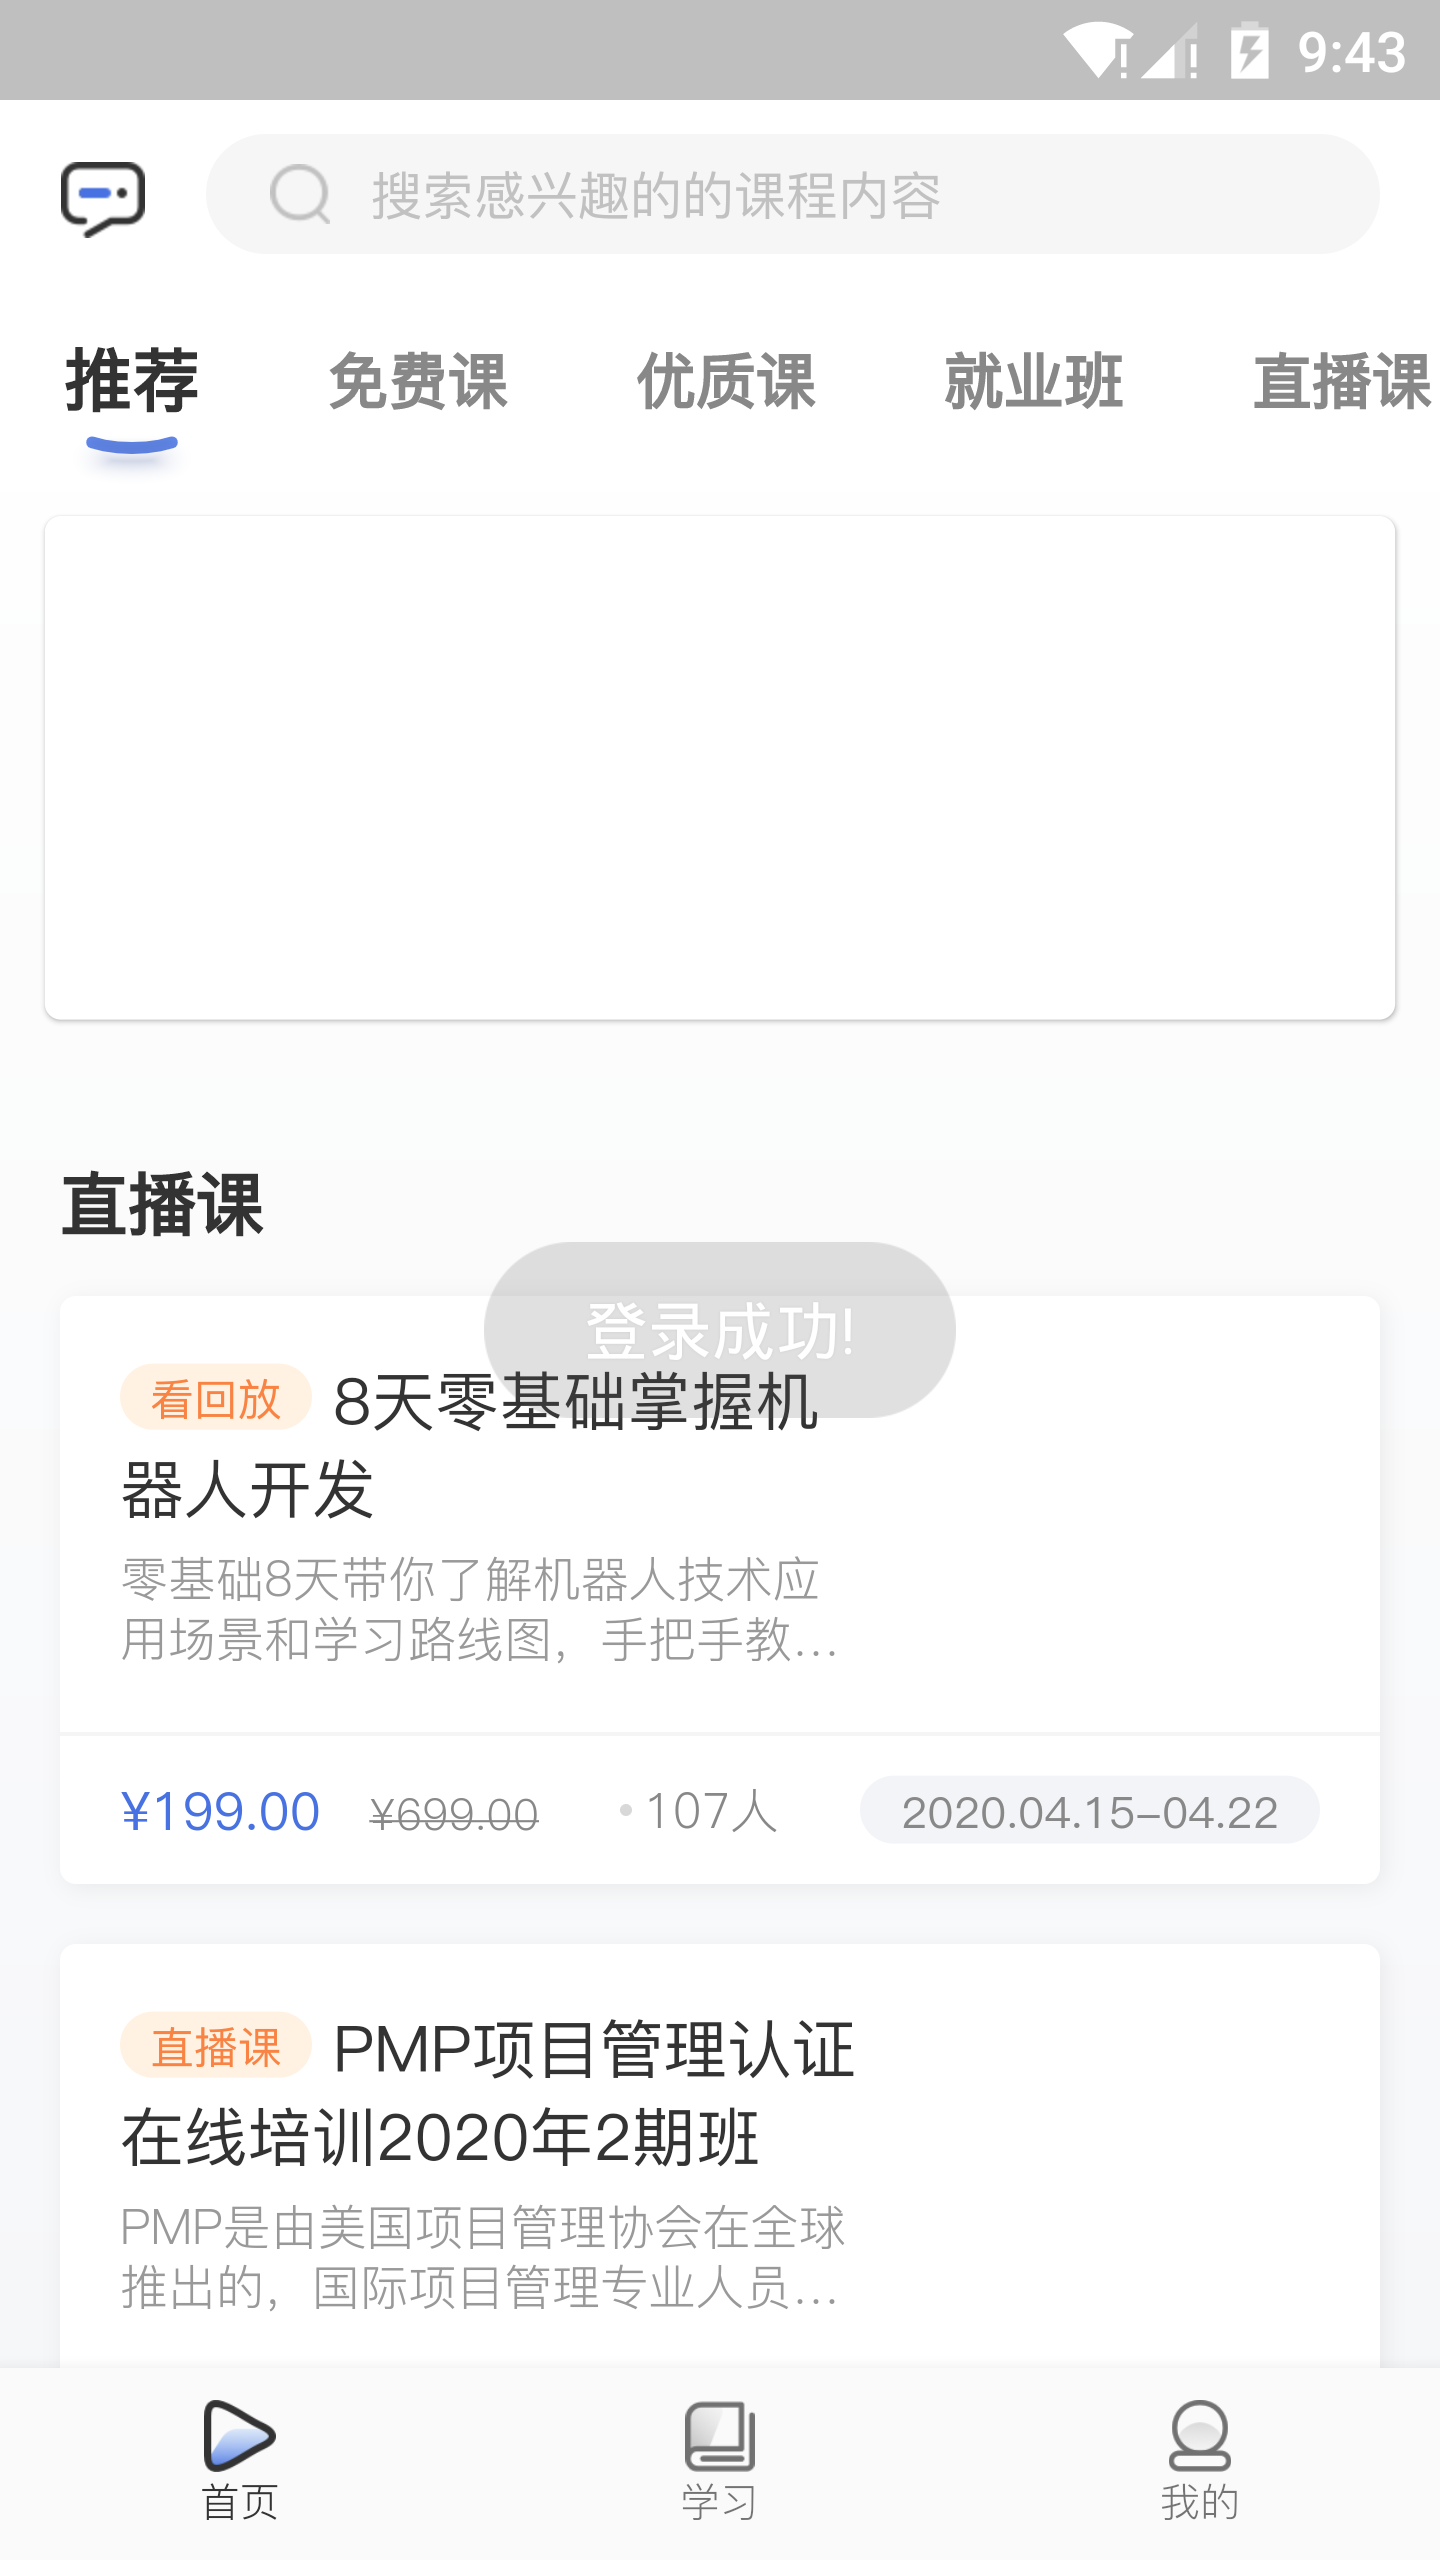 9:43
搜索感兴趣的的课程内容
推荐 免费课 优质课 就业班 直播课
直播课
登录成功!
看回放 8天零基础掌握机
器人开发
零基础8天带你了解机器人技术应
用场景和学习路线图，手把手教...
¥199.00 ¥699.00 107人 2020.04.15-04.22
直播课 PMP项目管理认证
在线培训2020年2期班
PMP是由美国项目管理协会在全球
推出的，国际项目管理专业人员...
首页 学习 我的